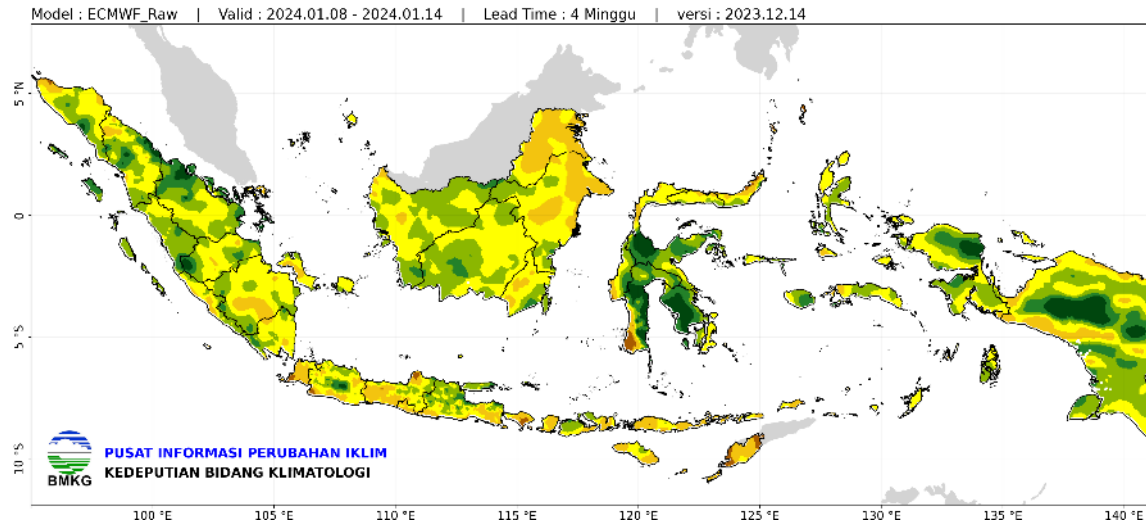 Model : ECMWF_Raw | Valid : 2024.01.08 - 2024.01.14 | Lead Time : 4 Minggu | versi : 2023.12.14
5 °N
0
5 °S
10 °S
PUSAT INFORMASI PERUBAHAN IKLIM
KEDEPUTIAN BIDANG KLIMATOLOGI
BMKG
100 °E 105 °E 110 °E 115 °E 120 °E 125 °E 130 °E 135 °E 140 °E